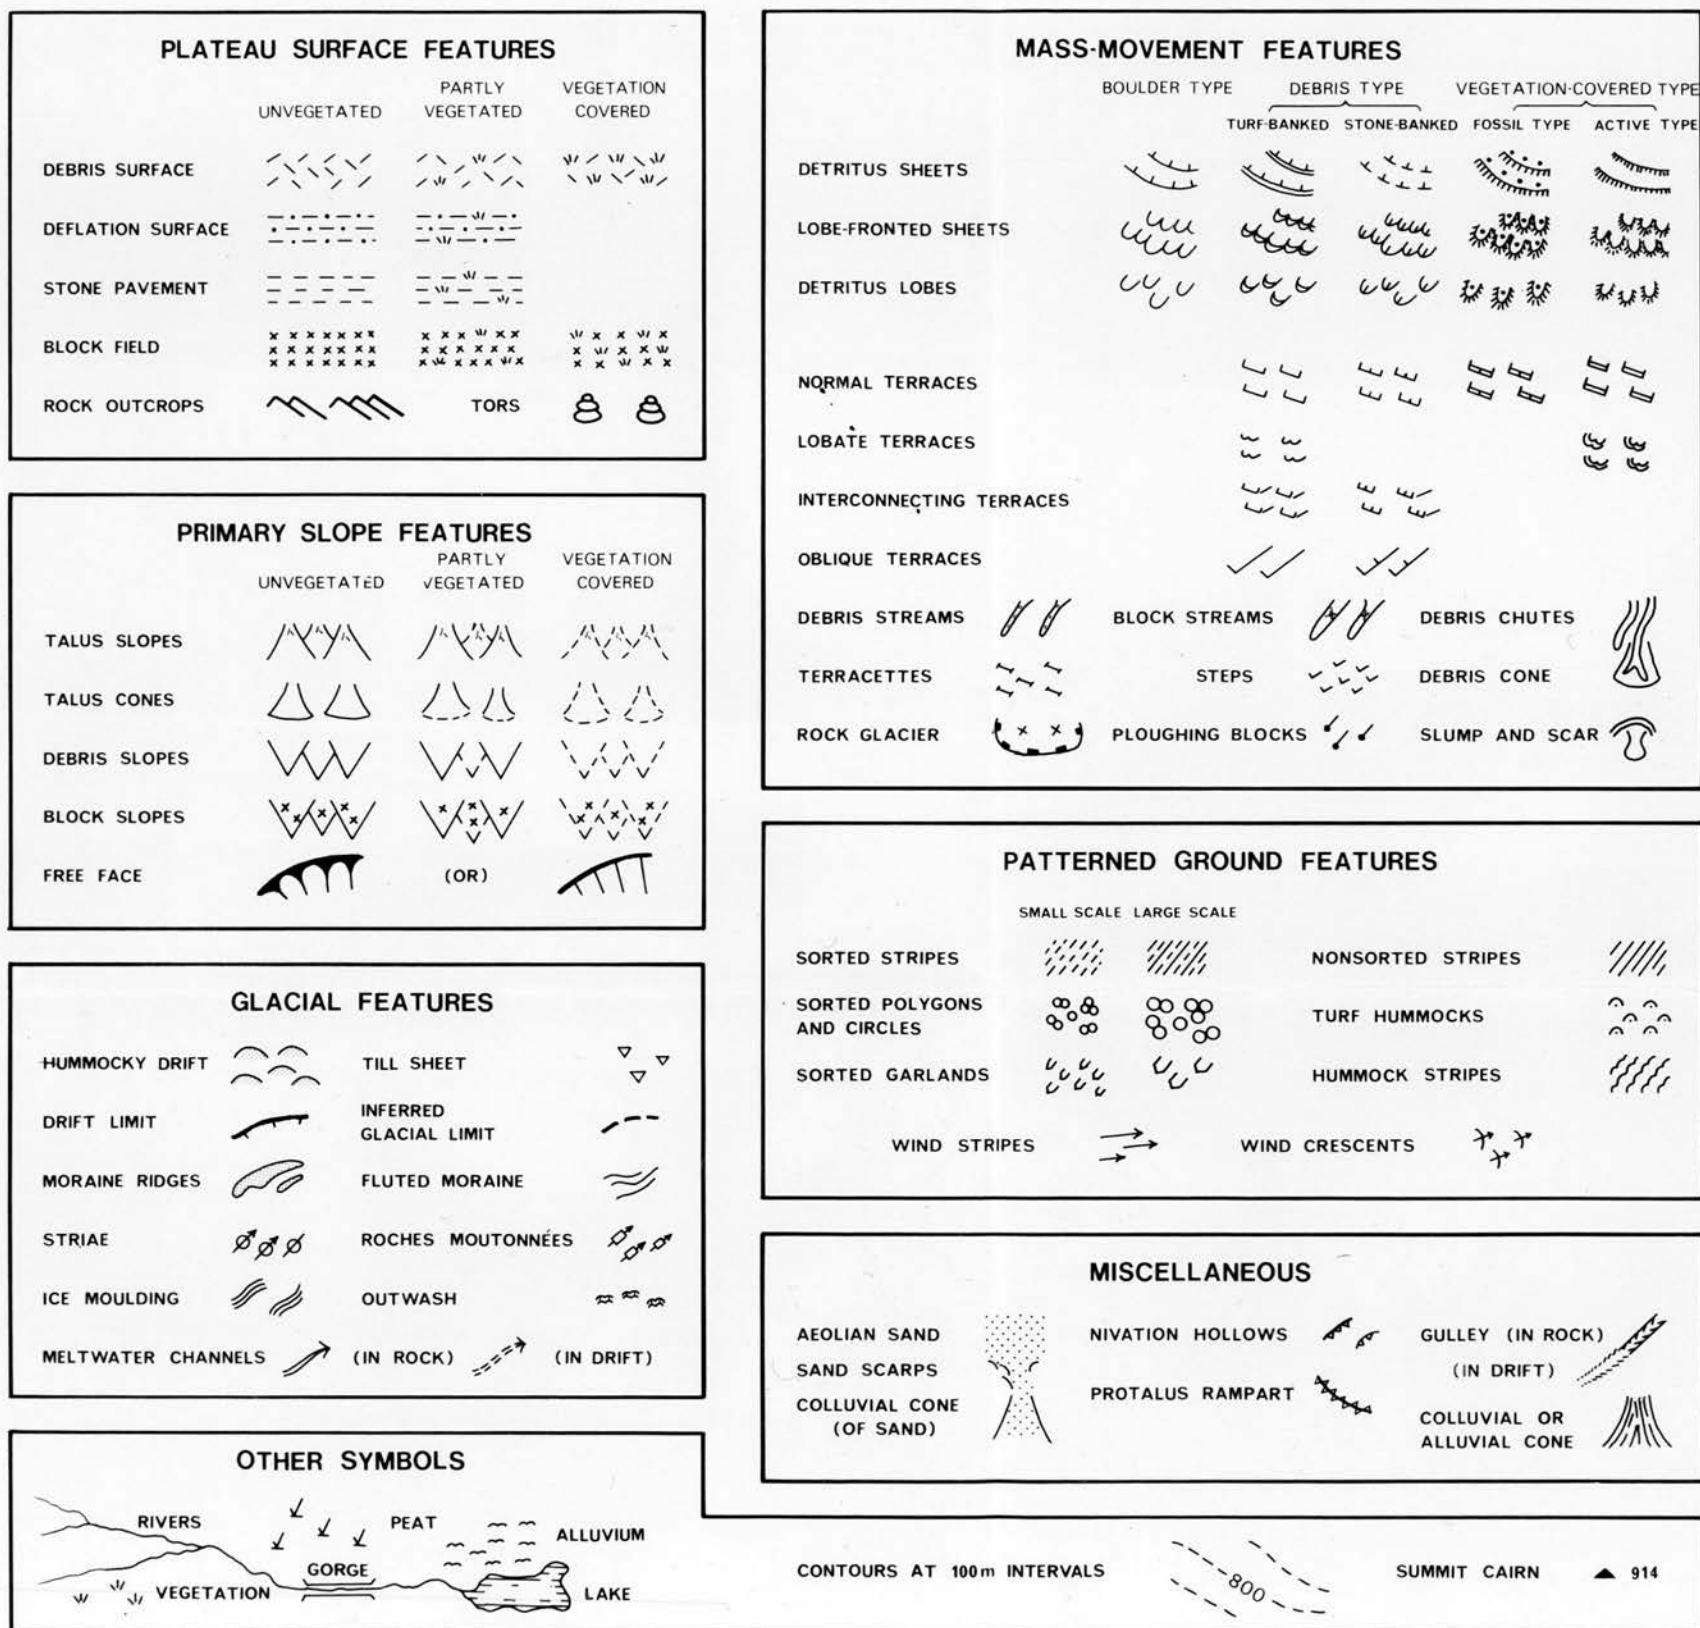 PLATEAU SURFACE FEATURES
UNVEGETATED
PARTLY
VEGETATED
VEGETATION
COVERED
DEBRIS SURFACE
DEFLATION SURFACE
STONE PAVEMENT
BLOCK FIELD
ROCK OUTCROPS
TORS
PRIMARY SLOPE FEATURES
UNVEGETATED
PARTLY
VEGETATED
VEGETATION
COVERED
TALUS SLOPES
TALUS CONES
DEBRIS SLOPES
BLOCK SLOPES
FREE FACE
(OR)
GLACIAL FEATURES
HUMMOCKY DRIFT
TILL SHEET
DRIFT LIMIT
INFERRED
GLACIAL LIMIT
MORAINE RIDGES
FLUTED MORAINE
STRIAE
ROCHES MOUTONNÉES
ICE MOULDING
OUTWASH
MELTWATER CHANNELS
(IN ROCK)
(IN DRIFT)
OTHER SYMBOLS
RIVERS
PEAT
ALLUVIUM
GORGE
VEGETATION
LAKE
MASS-MOVEMENT FEATURES
BOULDER TYPE
DEBRIS TYPE
VEGETATION-COVERED TYPE
TURF-BANKED
STONE-BANKED
FOSSIL TYPE
ACTIVE TYPE
DETRITUS SHEETS
LOBE-FRONTED SHEETS
DETRITUS LOBES
NORMAL TERRACES
LOBATE TERRACES
INTERCONNECTING TERRACES
OBLIQUE TERRACES
DEBRIS STREAMS
BLOCK STREAMS
DEBRIS CHUTES
TERRACETTES
STEPS
DEBRIS CONE
ROCK GLACIER
PLOUGHING BLOCKS
SLUMP AND SCAR
PATTERNED GROUND FEATURES
SMALL SCALE
LARGE SCALE
SORTED STRIPES
NONSORTED STRIPES
SORTED POLYGONS
AND CIRCLES
TURF HUMMOCKS
SORTED GARLANDS
HUMMOCK STRIPES
WIND STRIPES
WIND CRESCENTS
MISCELLANEOUS
AEOLIAN SAND
NIVATION HOLLOWS
GULLEY (IN ROCK)
SAND SCARPS
(IN DRIFT)
COLLUVIAL CONE
(OF SAND)
PROTALUS RAMPART
COLLUVIAL OR
ALLUVIAL CONE
CONTOURS AT 100m INTERVALS
800
SUMMIT CAIRN
914